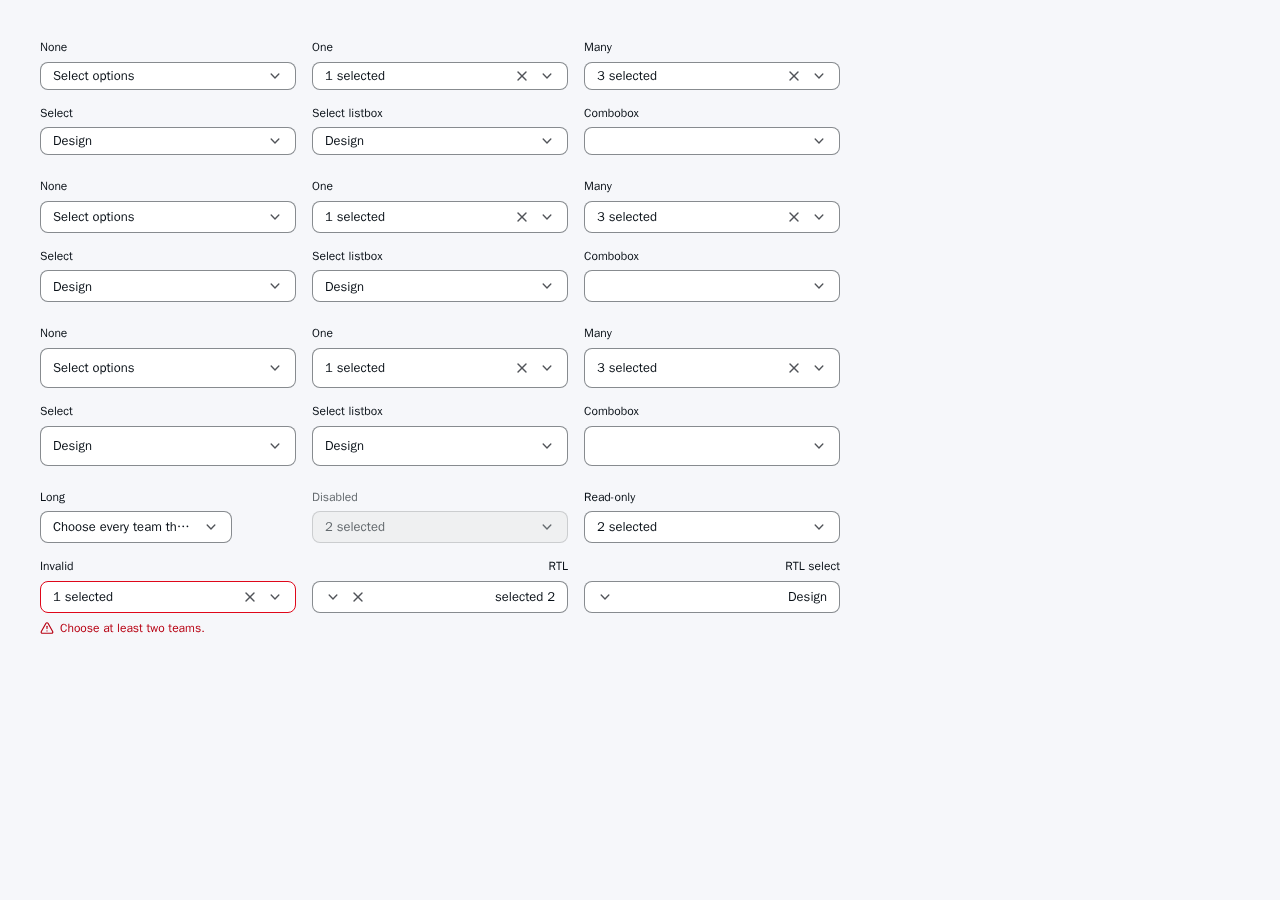 None
One
Many
Select options
1 selected
3 selected
Select
Select listbox
Combobox
Design
Design
None
One
Many
Select options
1 selected
3 selected
Select
Select listbox
Combobox
Design
Design
None
One
Many
Select options
1 selected
3 selected
Select
Select listbox
Combobox
Design
Design
Long
Disabled
Read-only
Choose every team th⋯
2 selected
2 selected
Invalid
RTL
RTL select
1 selected
selected 2
Design
Choose at least two teams.